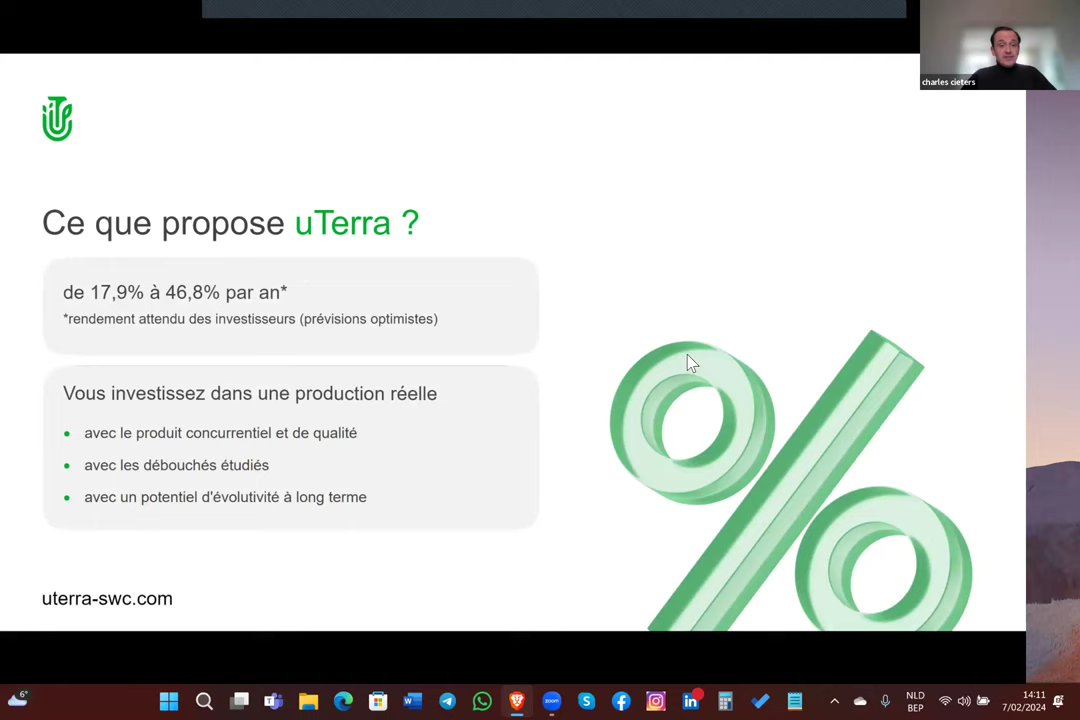 charles cieters
Ce que propose uTerra ?
de 17,9% à 46,8% par an*
*rendement attendu des investisseurs (prévisions optimistes)
Vous investissez dans une production réelle
avec le produit concurrentiel et de qualité
avec les débouchés étudiés
avec un potentiel d'évolutivité à long terme
uterra-swc.com
6°
zoom
NLD
BEP
14:11
7/02/2024